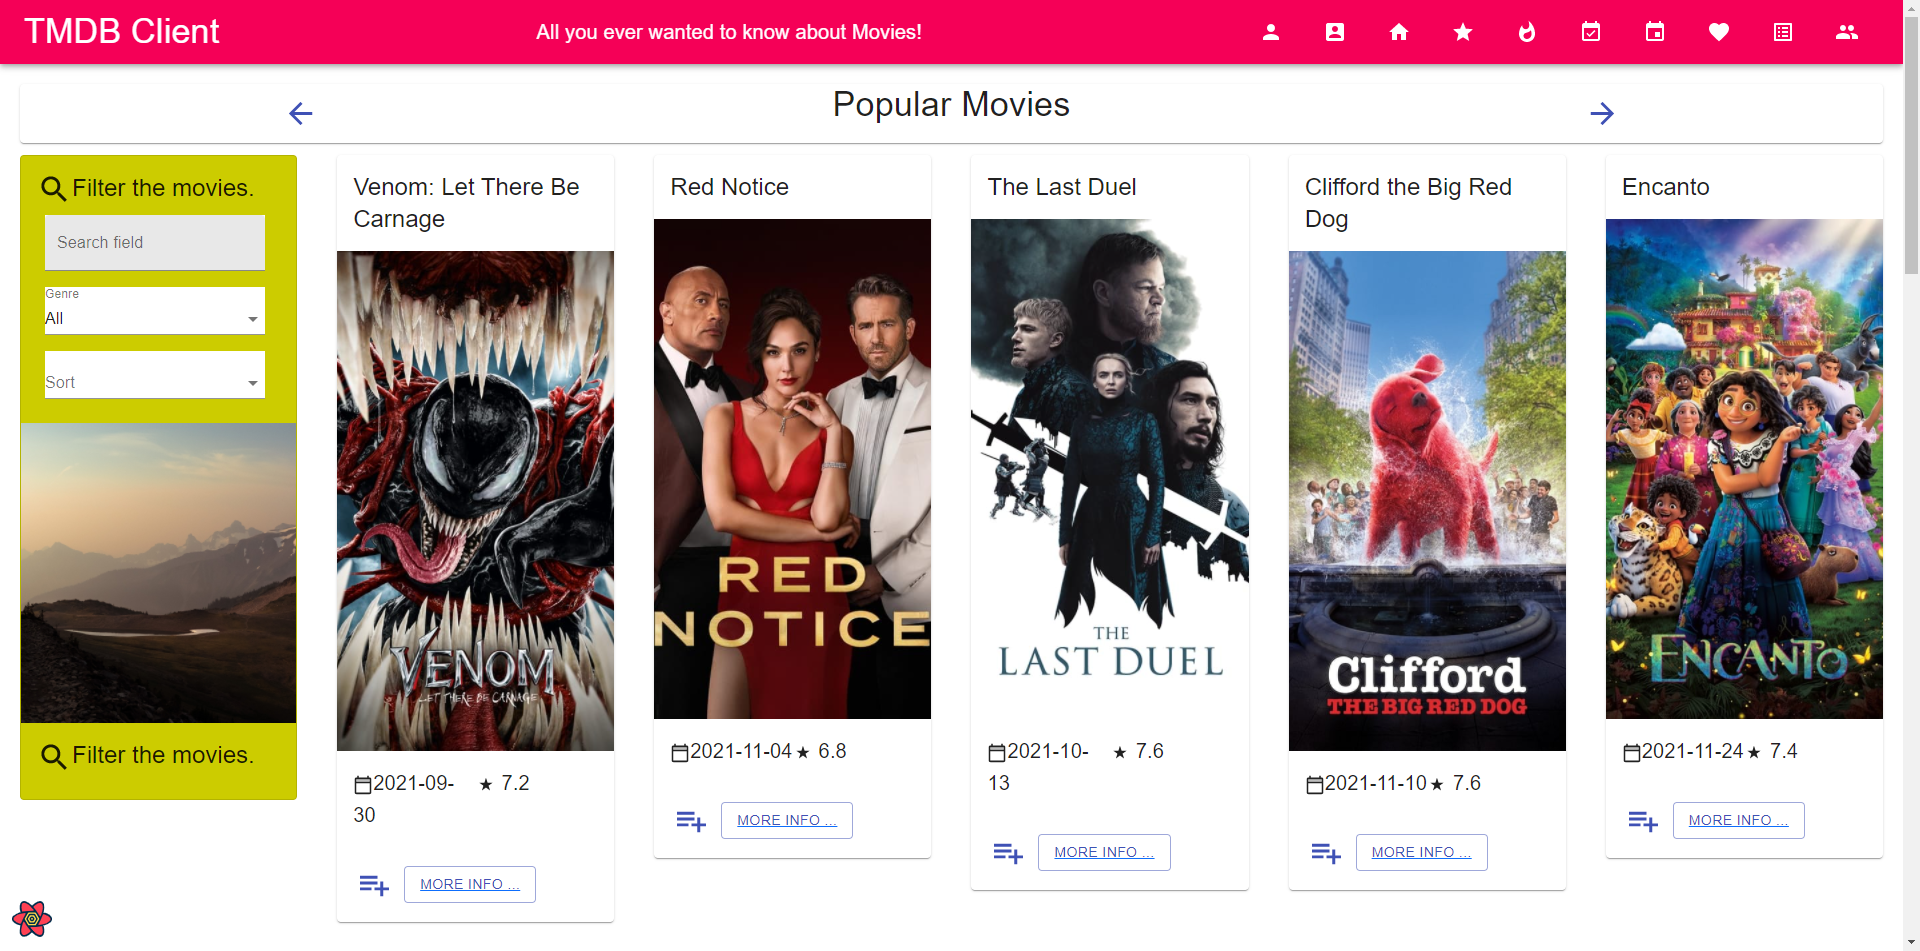 TMDB Client
All you ever wanted to know about Movies!
Popular Movies
Filter the movies.
Search field
Genre
All
Sort
Filter the movies.
Venom: Let There Be
Carnage
VENOM
LET THERE BE CARNAGE
2021-09-
30
7.2
MORE INFO ...
Red Notice
RED
NOTICE
2021-11-04
6.8
MORE INFO ...
The Last Duel
THE
LAST DUEL
2021-10-
13
7.6
MORE INFO ...
Clifford the Big Red
Dog
Clifford
THE BIG RED DOG
2021-11-10
7.6
MORE INFO ...
Encanto
ENCANTO
2021-11-24
7.4
MORE INFO ...